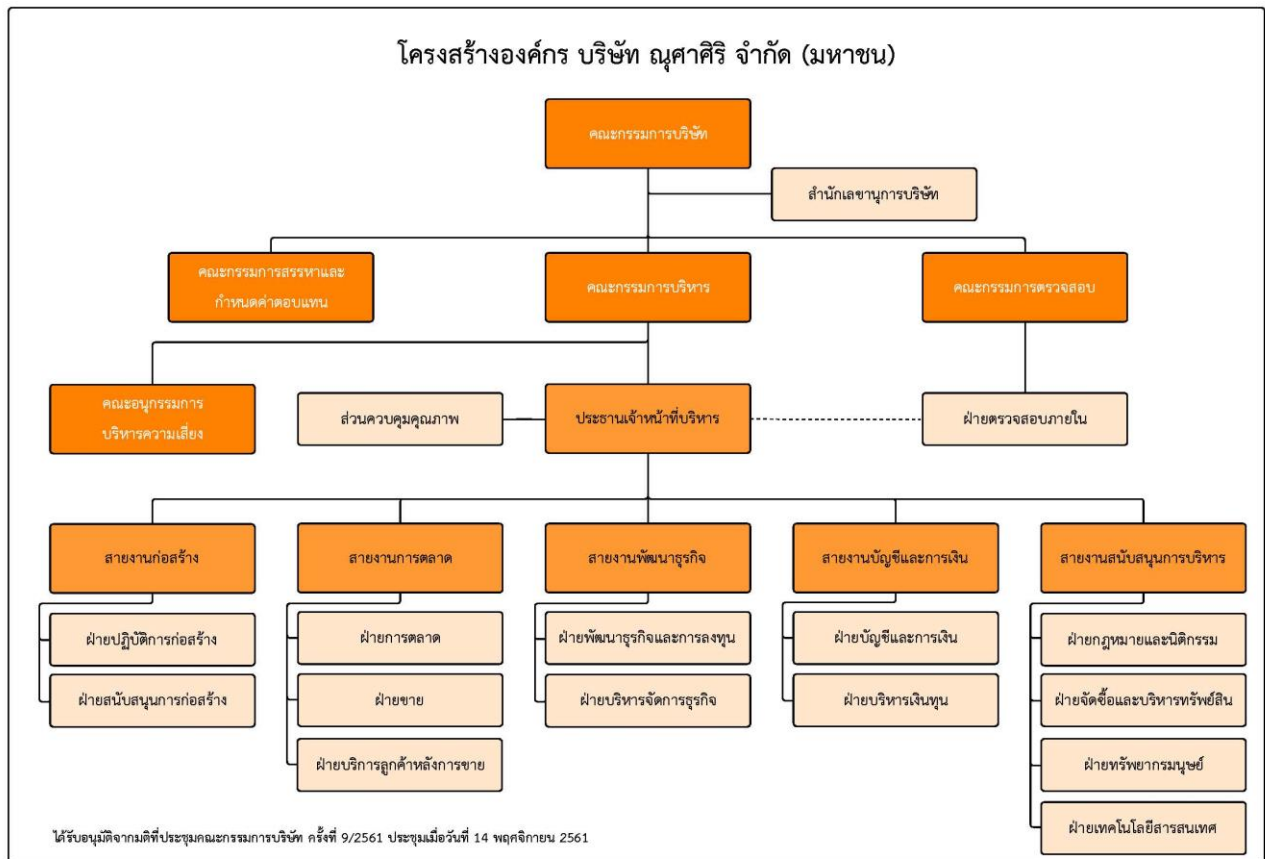 โครงสร้างองค์กร บริษัท ณุศาศิริ จำกัด (มหาชน)
คณะกรรมการบริษัท
สำนักเลขานุการบริษัท
คณะกรรมการสรรหาและ
กำหนดค่าตอบแทน
คณะกรรมการบริหาร
คณะกรรมการตรวจสอบ
คณะอนุกรรมการ
บริหารความเสี่ยง
ส่วนควบคุมคุณภาพ
ประธานเจ้าหน้าที่บริหาร
ฝ่ายตรวจสอบภายใน
สายงานก่อสร้าง
สายงานการตลาด
สายงานพัฒนาธุรกิจ
สายงานบัญชีและการเงิน
สายงานสนับสนุนการบริหาร
ฝ่ายปฏิบัติการก่อสร้าง
ฝ่ายการตลาด
ฝ่ายพัฒนาธุรกิจและการลงทุน
ฝ่ายบัญชีและการเงิน
ฝ่ายกฎหมายและนิติกรรม
ฝ่ายสนับสนุนการก่อสร้าง
ฝ่ายขาย
ฝ่ายบริหารจัดการธุรกิจ
ฝ่ายบริหารเงินทุน
ฝ่ายจัดซื้อและบริหารทรัพย์สิน
ฝ่ายบริการลูกค้าหลังการขาย
ฝ่ายทรัพยากรมนุษย์
ฝ่ายเทคโนโลยีสารสนเทศ
ได้รับอนุมัติจากมติที่ประชุมคณะกรรมการบริษัท ครั้งที่ 9/2561 ประชุมเมื่อวันที่ 14 พฤศจิกายน 2561